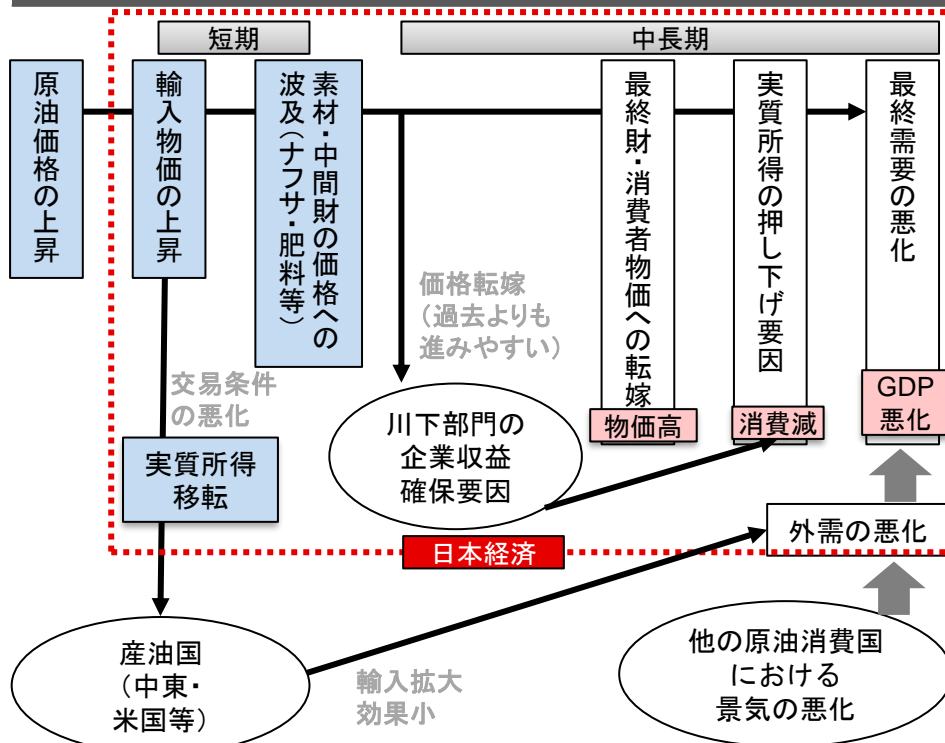 短期
中長期
原油価格の上昇
輸入物価の上昇
素材・中間財の価格への
波及(ナフサ・肥料等)
最終財・消費者物価への転嫁
実質所得の押し下げ要因
最終需要の悪化
価格転嫁
(過去よりも
進みやすい)
交易条件
の悪化
物価高
消費減
GDP
悪化
川下部門の
企業収益
確保要因
実質所得
移転
外需の悪化
日本経済
産油国
(中東・
米国等)
輸入拡大
効果小
他の原油消費国
における
景気の悪化